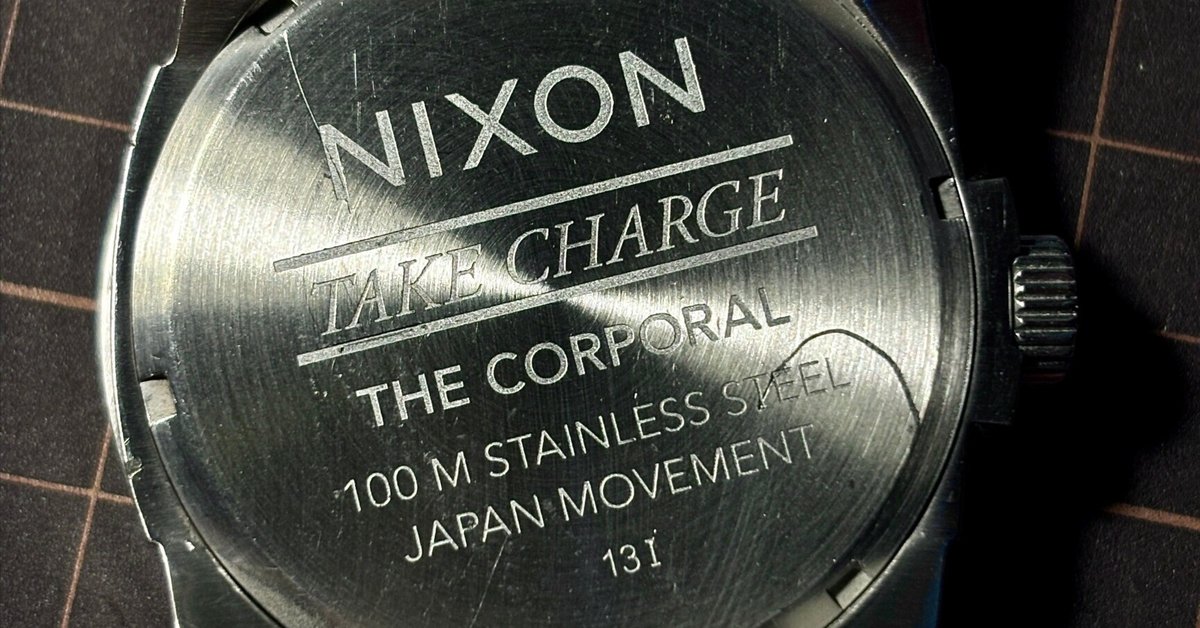 NIXON
TAKE CHARGE
THE CORPORAL
100 M STAINLESS STEEL
JAPAN MOVEMENT
13I